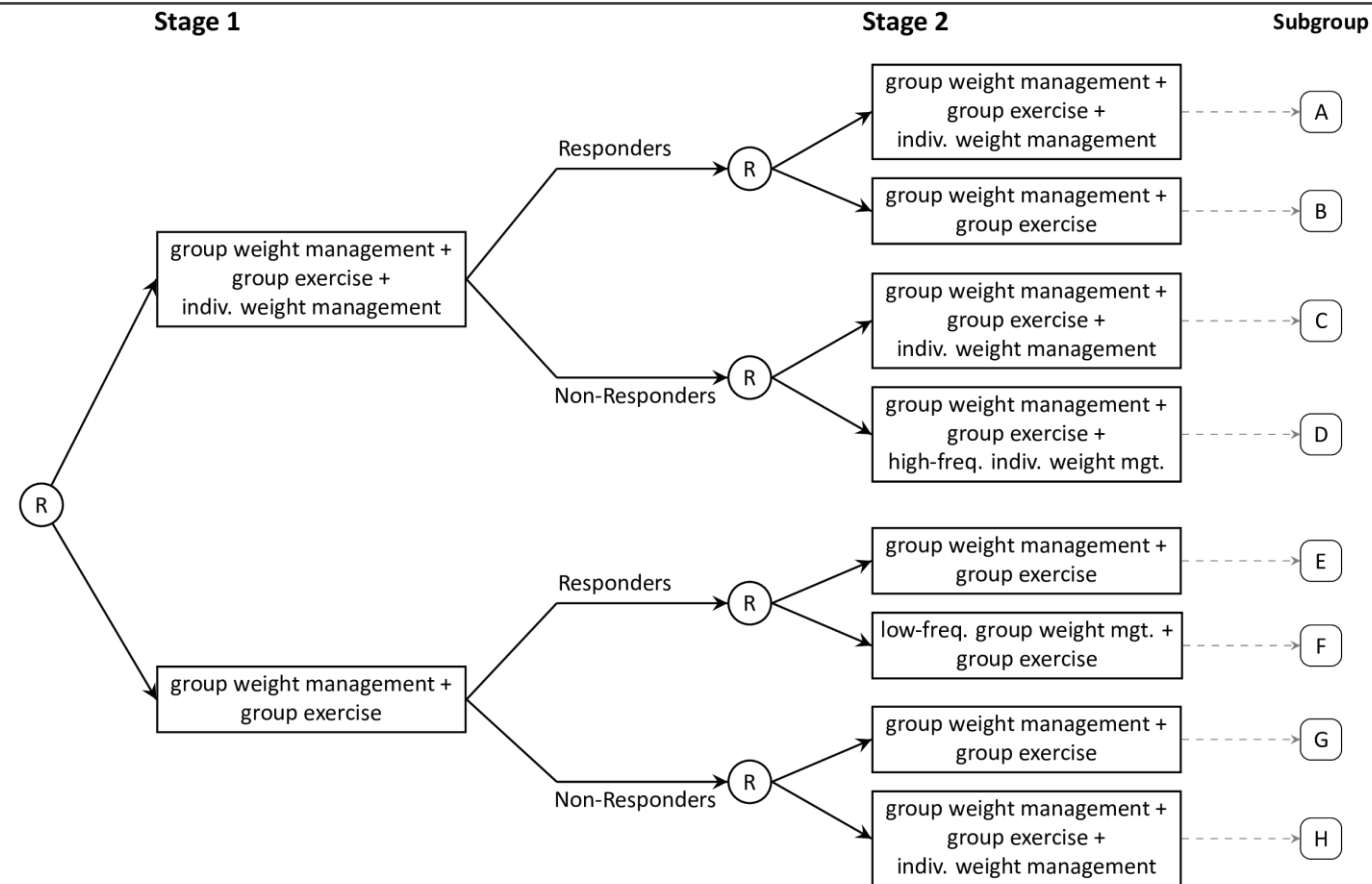 Stage 1
Stage 2
Subgroup
group weight management +
group exercise +
indiv. weight management
A
Responders
R
group weight management +
group exercise
B
group weight management +
group exercise +
indiv. weight management
group weight management +
group exercise +
indiv. weight management
C
R
Non-Responders
group weight management +
group exercise +
high-freq. indiv. weight mgt.
D
R
group weight management +
group exercise
E
Responders
R
low-freq. group weight mgt. +
group exercise
F
group weight management +
group exercise
group weight management +
group exercise
G
R
Non-Responders
group weight management +
group exercise +
indiv. weight management
H